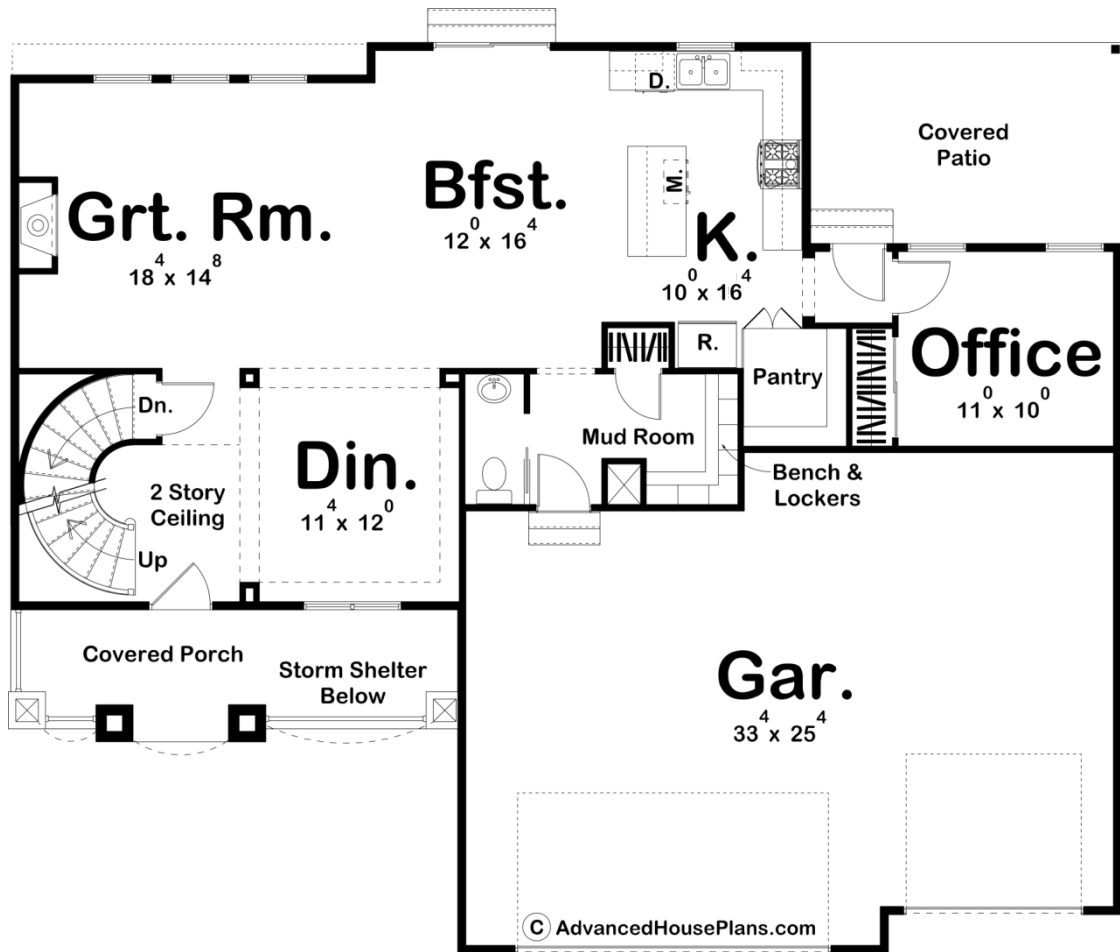 D.
Covered
Patio
Grt. Rm.
18⁴ x 14⁸
Bfst.
12⁰ x 16⁴
M.
K.
10⁰ x 16⁴
R.
Pantry
Office
11⁰ x 10⁰
Dn.
2 Story
Ceiling
Up
Din.
11⁴ x 12⁰
Mud Room
Bench &
Lockers
Covered Porch
Storm Shelter
Below
Gar.
33⁴ x 25⁴
© AdvancedHousePlans.com